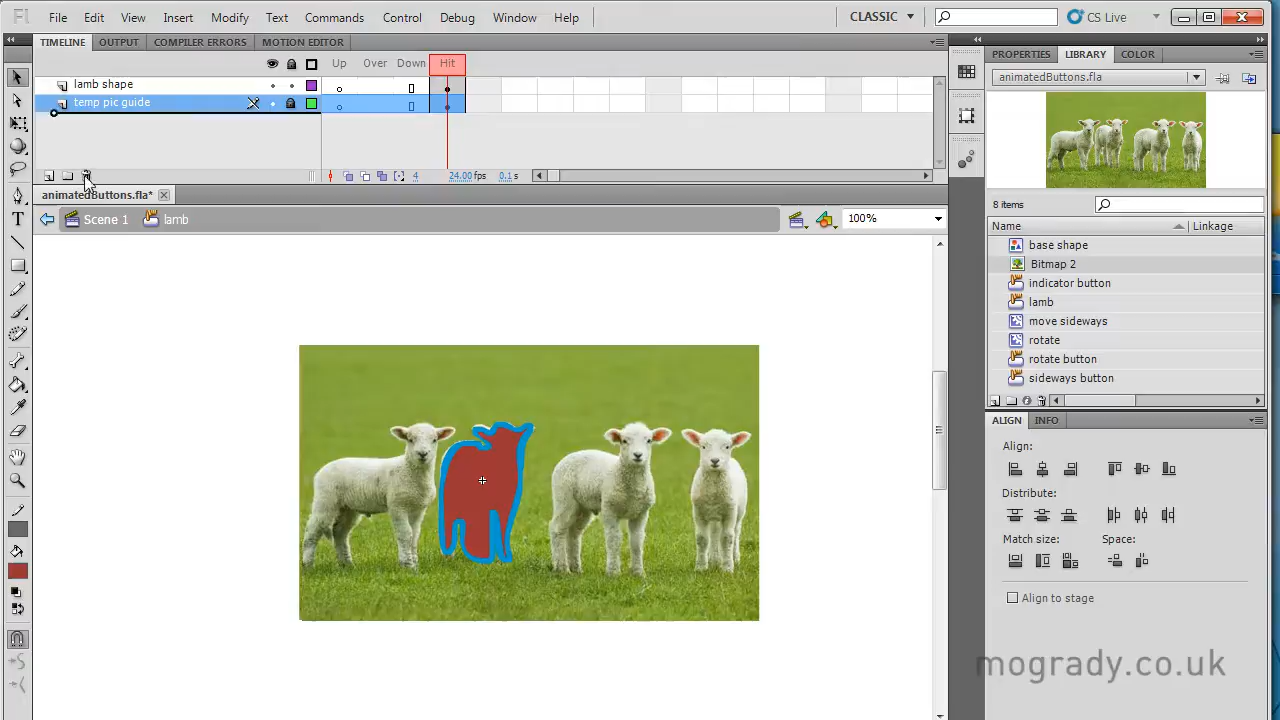 Fl File Edit View Insert Modify Text Commands Control Debug Window Help CLASSIC CS Live
TIMELINE OUTPUT COMPILER ERRORS MOTION EDITOR
Up Over Down Hit
lamb shape
temp pic guide
4 24.00 fps 0.1 s
animatedButtons.fla*
Scene 1 lamb 100%
PROPERTIES LIBRARY COLOR
animatedButtons.fla
8 items
Name Linkage
base shape
Bitmap 2
indicator button
lamb
move sideways
rotate
rotate button
sideways button
ALIGN INFO
Align:
Distribute:
Match size: Space:
Align to stage
mogrady.co.uk